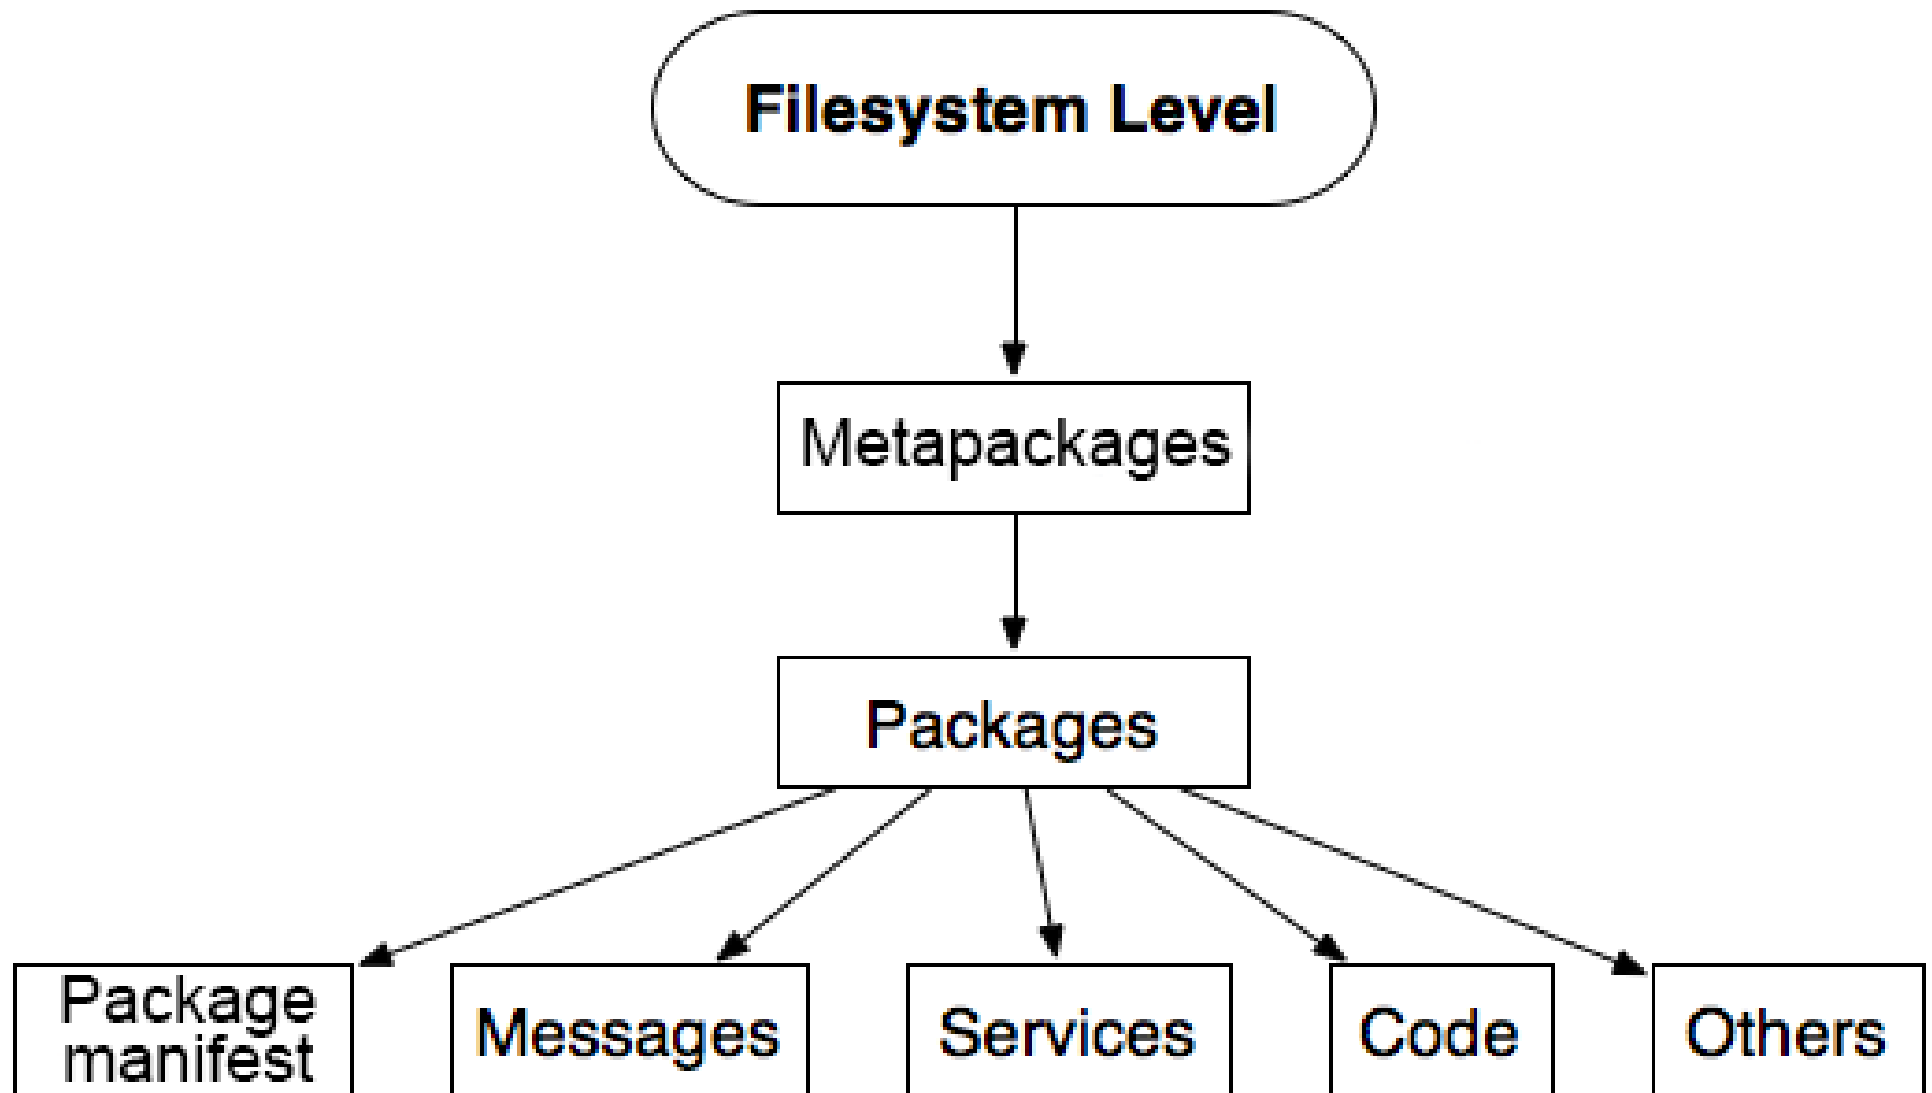 Filesystem Level
Metapackages
Packages
Package
manifest
Messages
Services
Code
Others